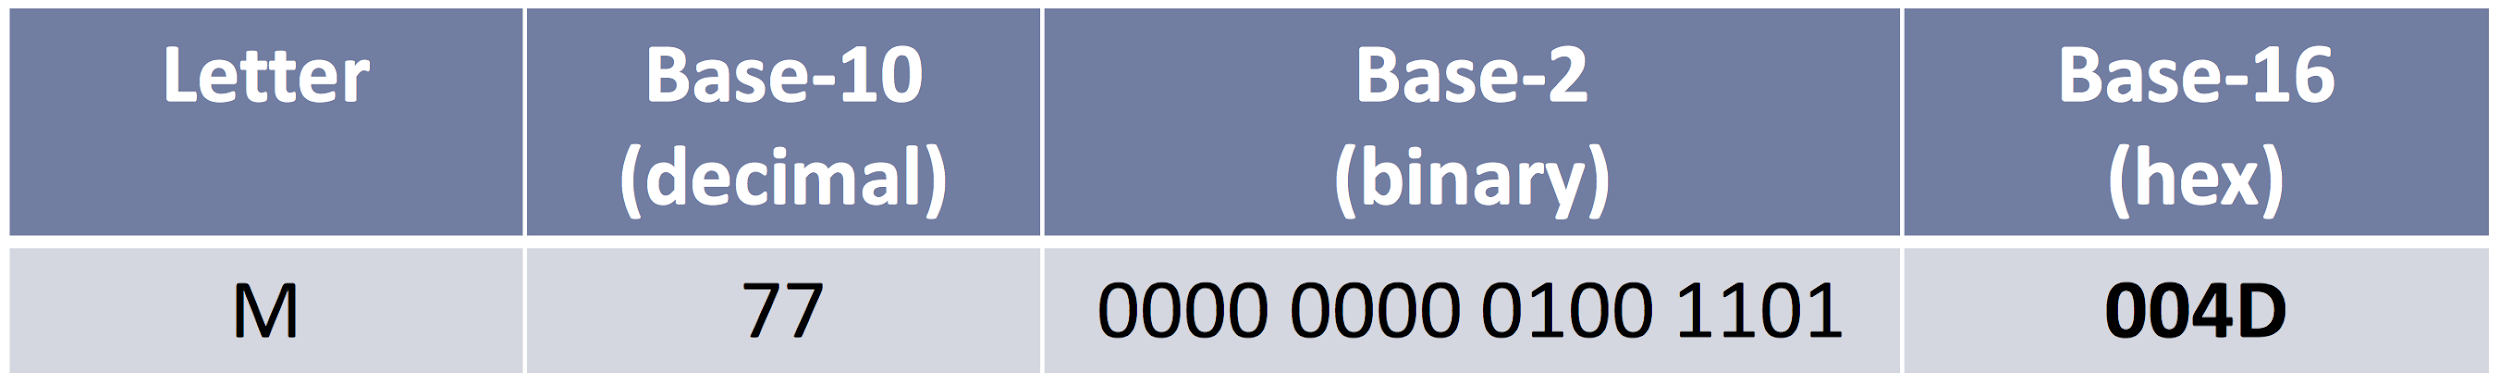 Letter Base-10 Base-2 Base-16
(decimal) (binary) (hex)
M 77 0000 0000 0100 1101 004D